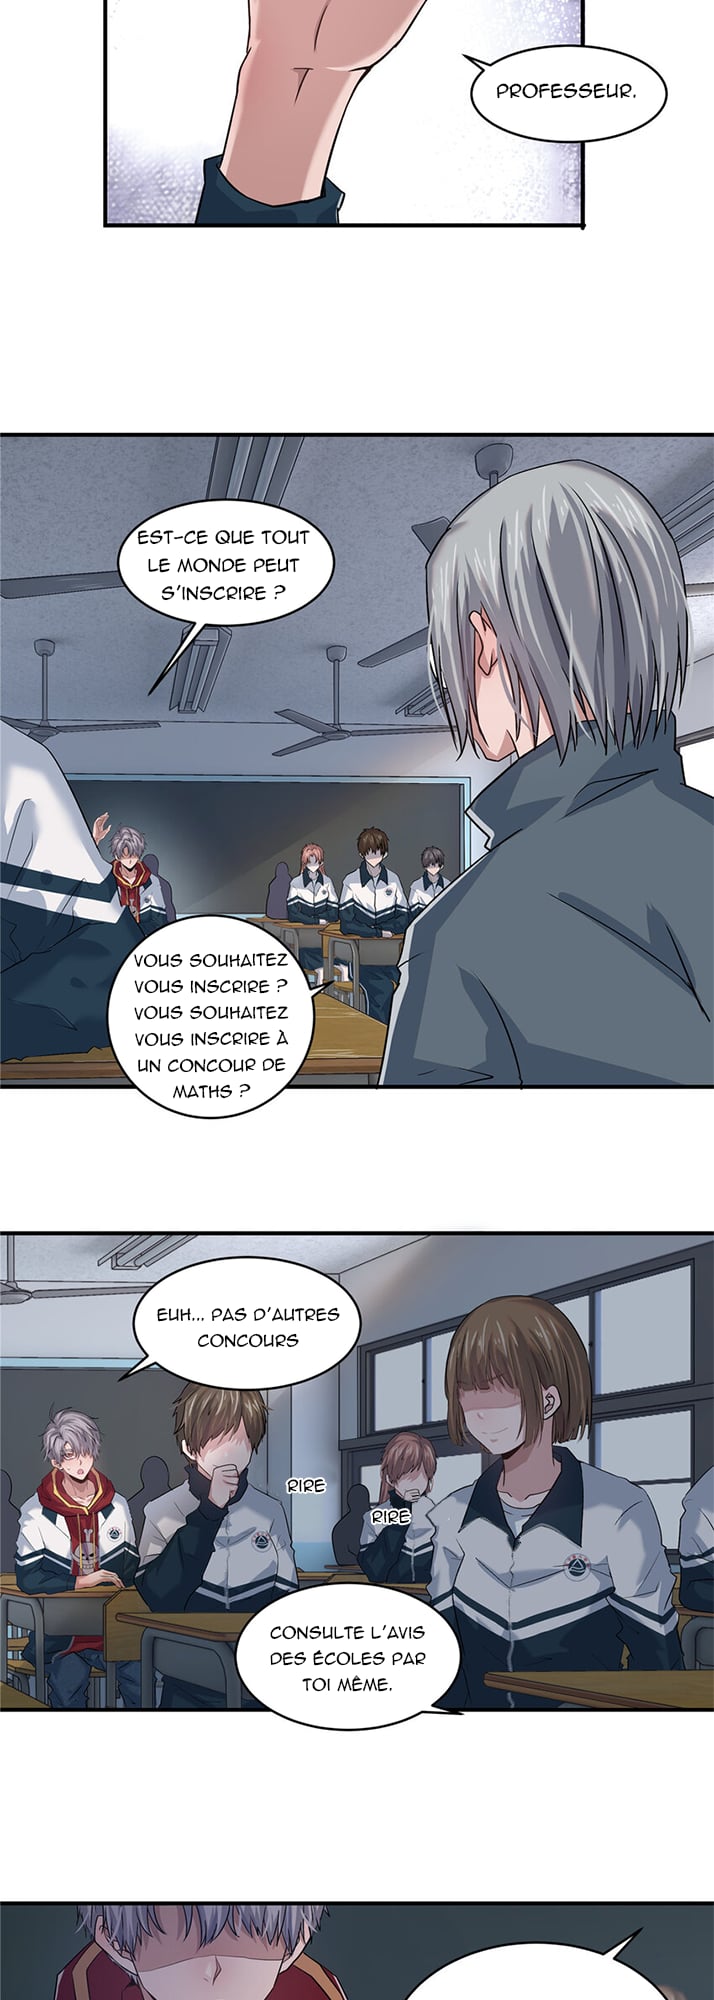 PROFESSEUR.
EST-CE QUE TOUT
LE MONDE PEUT
S'INSCRIRE ?
VOUS SOUHAITEZ
VOUS INSCRIRE ?
VOUS SOUHAITEZ
VOUS INSCRIRE À
UN CONCOUR DE
MATHS ?
EUH... PAS D'AUTRES
CONCOURS
RIRE
RIRE
CONSULTE L'AVIS
DES ÉCOLES PAR
TOI MÊME.